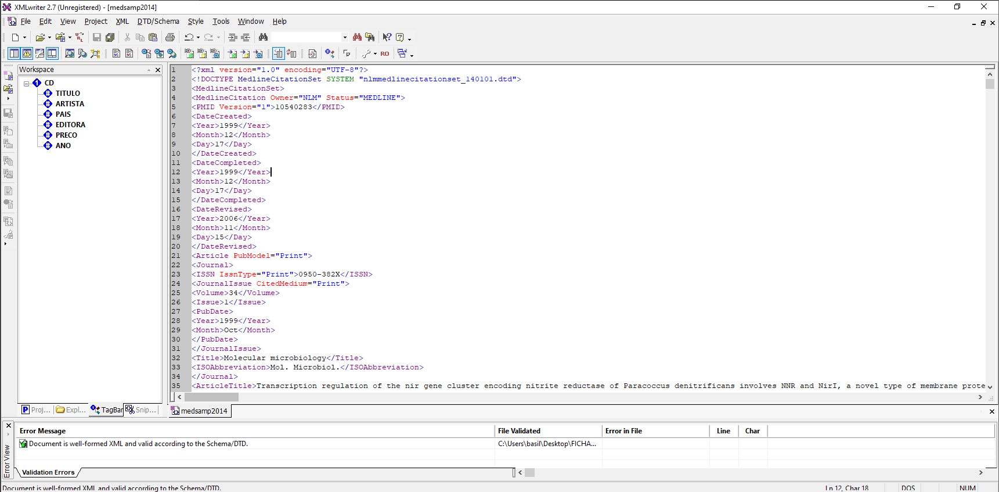 XMLwriter 2.7 (Unregistered) - [medsamp2014]
File Edit View Project XML DTD/Schema Style Tools Window Help
RO
Workspace
CD
TITULO
ARTISTA
PAIS
EDITORA
PRECO
ANO
Proj... Expl... TagBar Snip...
1 <?xml version="1.0" encoding="UTF-8"?>
2 <!DOCTYPE MedlineCitationSet SYSTEM "nlmmedlinecitationset_140101.dtd">
3 <MedlineCitationSet>
4 <MedlineCitation Owner="NLM" Status="MEDLINE">
5 <PMID Version="1">10540283</PMID>
6 <DateCreated>
7 <Year>1999</Year>
8 <Month>12</Month>
9 <Day>17</Day>
10 </DateCreated>
11 <DateCompleted>
12 <Year>1999</Year>
13 <Month>12</Month>
14 <Day>17</Day>
15 </DateCompleted>
16 <DateRevised>
17 <Year>2006</Year>
18 <Month>11</Month>
19 <Day>15</Day>
20 </DateRevised>
21 <Article PubModel="Print">
22 <Journal>
23 <ISSN IssnType="Print">0950-382X</ISSN>
24 <JournalIssue CitedMedium="Print">
25 <Volume>34</Volume>
26 <Issue>1</Issue>
27 <PubDate>
28 <Year>1999</Year>
29 <Month>Oct</Month>
30 </PubDate>
31 </JournalIssue>
32 <Title>Molecular microbiology</Title>
33 <ISOAbbreviation>Mol. Microbiol.</ISOAbbreviation>
34 </Journal>
35 <ArticleTitle>Transcription regulation of the nir gene cluster encoding nitrite reductase of Paracoccus denitrificans involves NNR and NirI, a novel type of membrane prote
medsamp2014
Error View
Error Message File Validated Error in File Line Char
Document is well-formed XML and valid according to the Schema/DTD. C:\Users\basil\Desktop\FICHA...
Validation Errors
Document is well-formed XML and valid according to the Schema/DTD. Ln 12, Char 18 DOS NUM